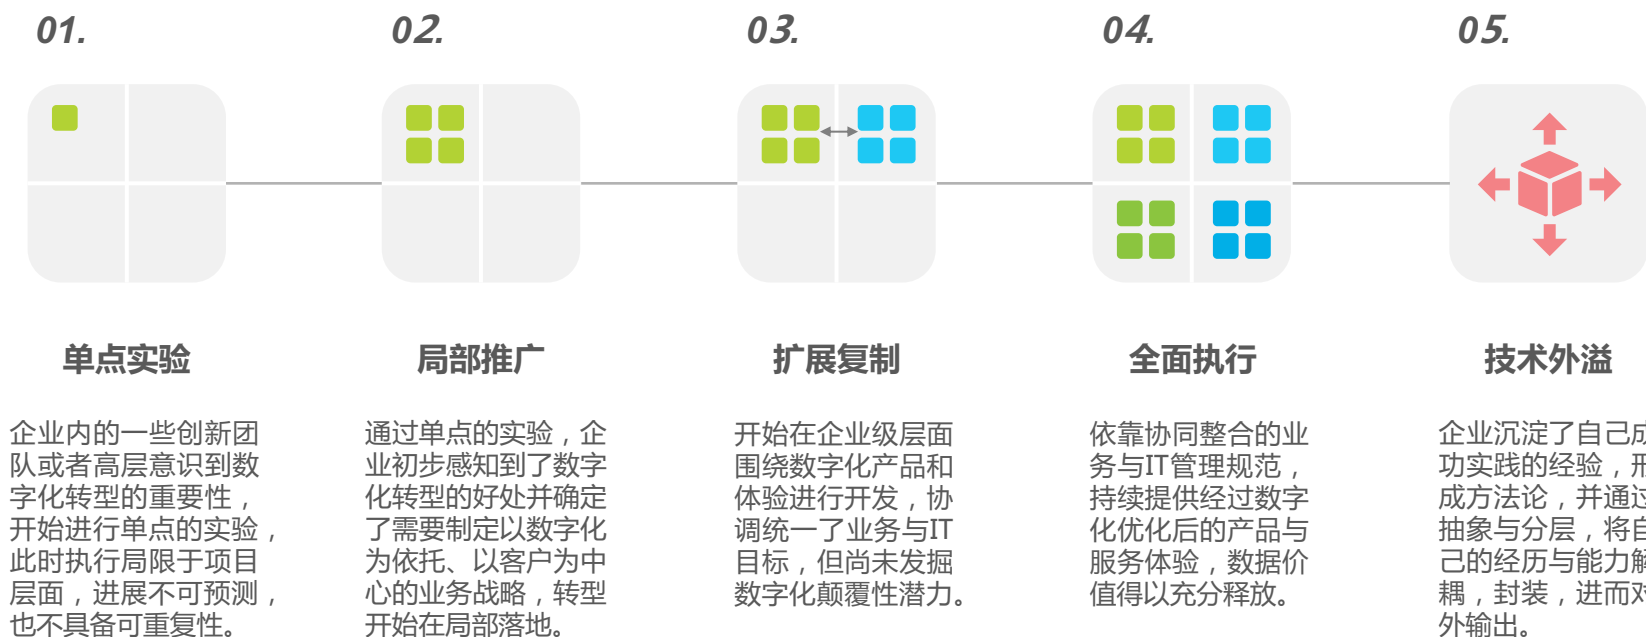 01.
02.
03.
04.
05.
单点实验
局部推广
扩展复制
全面执行
技术外溢
企业内的一些创新团
队或者高层意识到数
字化转型的重要性，
开始进行单点的实验，
此时执行局限于项目
层面，进展不可预测，
也不具备可重复性。
通过单点的实验，企
业初步感知到了数字
化转型的好处并确定
了需要制定以数字化
为依托、以客户为中
心的业务战略，转型
开始在局部落地。
开始在企业级层面
围绕数字化产品和
体验进行开发，协
调统一了业务与IT
目标，但尚未发掘
数字化颠覆性潜力。
依靠协同整合的业
务与IT管理规范，
持续提供经过数字
化优化后的产品与
服务体验，数据价
值得以充分释放。
企业沉淀了自己成
功实践的经验，形
成方法论，并通过
抽象与分层，将自
己的经历与能力解
耦，封装，进而对
外输出。